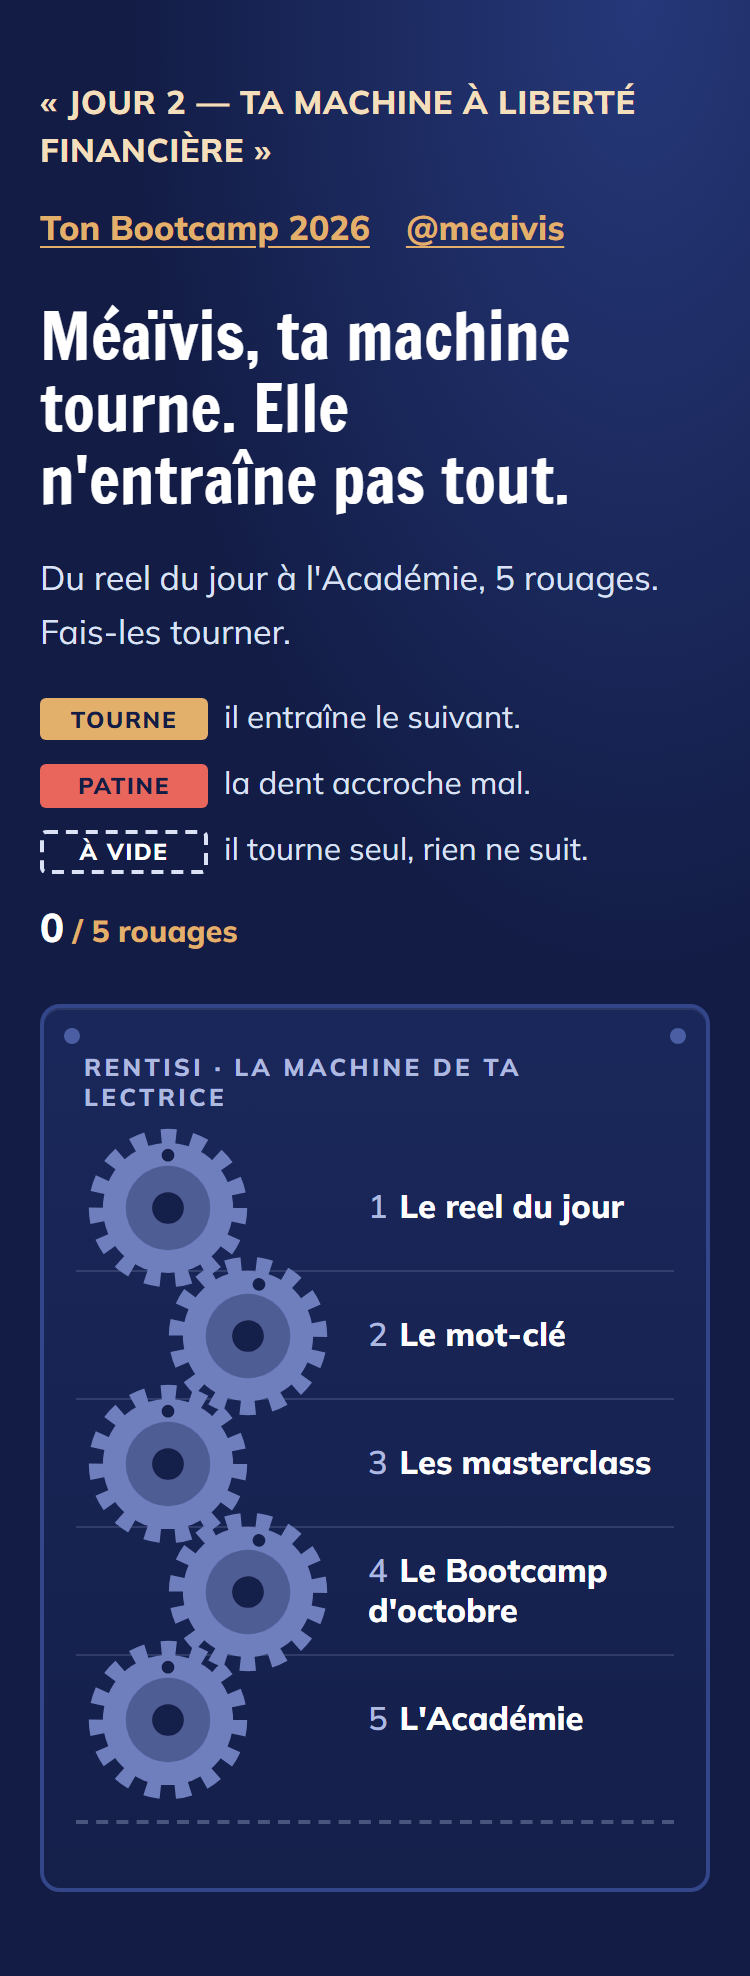 « JOUR 2 — TA MACHINE À LIBERTÉ
FINANCIÈRE »
Ton Bootcamp 2026 @meaivis
Méaïvis, ta machine
tourne. Elle
n'entraîne pas tout.
Du reel du jour à l'Académie, 5 rouages.
Fais-les tourner.
TOURNE il entraîne le suivant.
PATINE la dent accroche mal.
À VIDE il tourne seul, rien ne suit.
0 / 5 rouages
RENTISI · LA MACHINE DE TA
LECTRICE
1 Le reel du jour
2 Le mot-clé
3 Les masterclass
4 Le Bootcamp
d'octobre
5 L'Académie